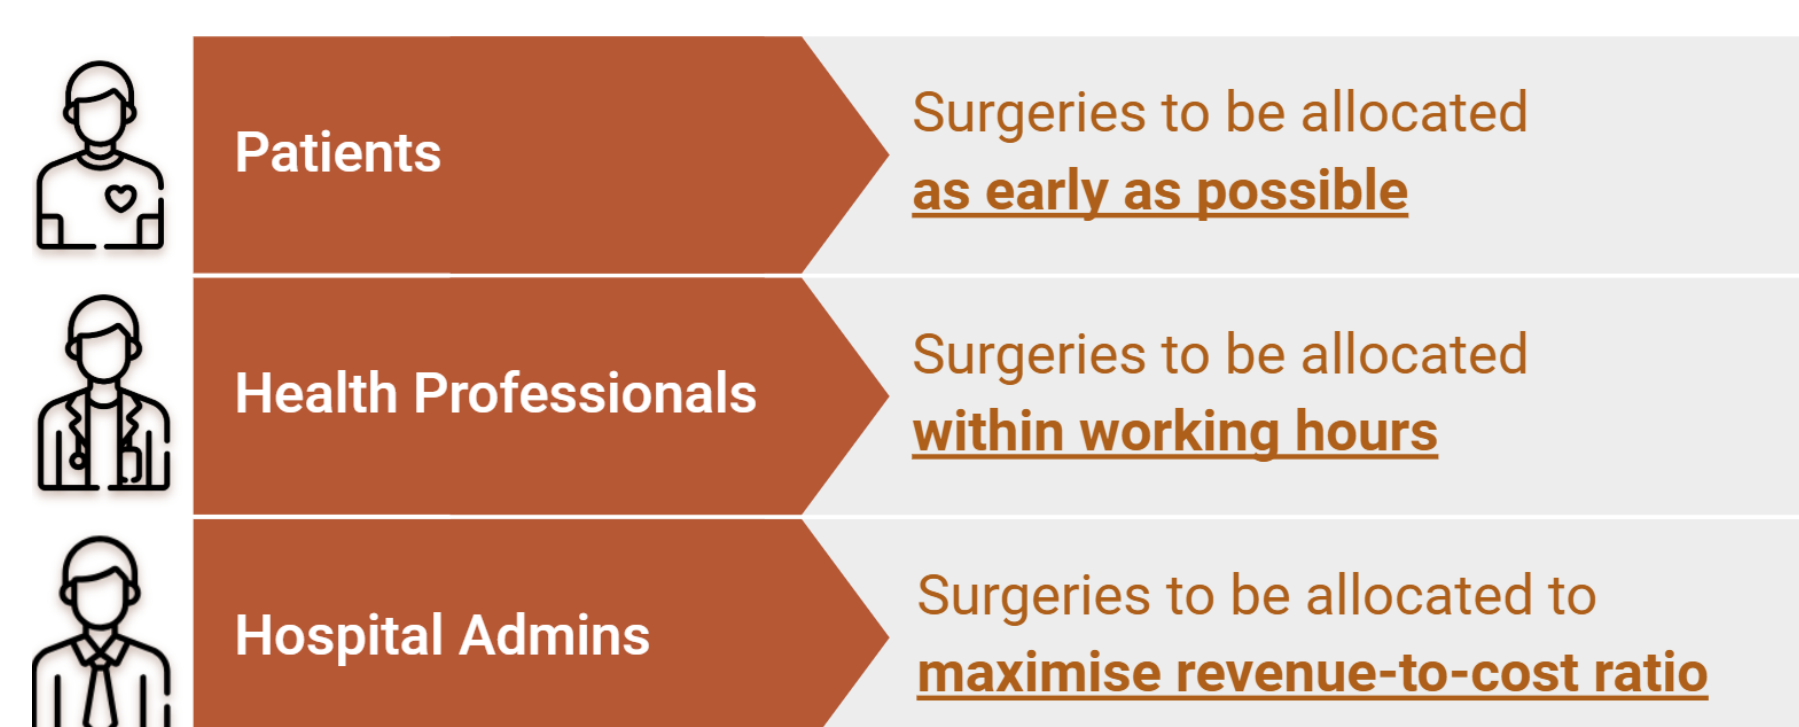 Patients
Surgeries to be allocated
as early as possible
Health Professionals
Surgeries to be allocated
within working hours
Hospital Admins
Surgeries to be allocated to
maximise revenue-to-cost ratio